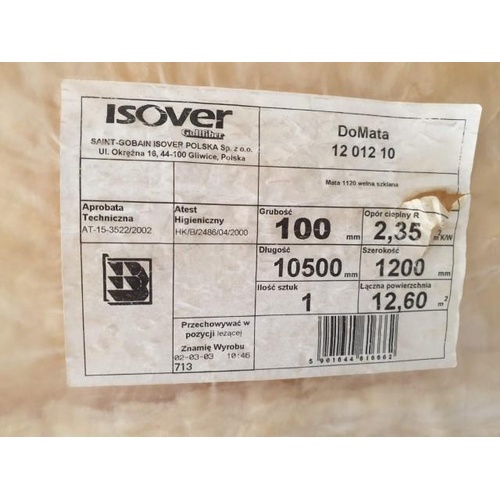 ISOVER
Gullfiber
SAINT-GOBAIN ISOVER POLSKA Sp. z o.o.
Ul. Okrężna 16, 44-100 Gliwice, Polska
DoMata
12 012 10
Mata 1120 wełna szklana
Aprobata Techniczna
AT-15-3522/2002
Atest Higieniczny
HK/B/2486/04/2000
Grubość
100 mm
Opór cieplny R
2,35 m²K/W
Długość
10500 mm
Szerokość
1200 mm
Ilość sztuk
1
Łączna powierzchnia
12,60 m²
Przechowywać w
pozycji leżącej
Znamię Wyrobu
02-03-03 10:46
713
5 901844 010062